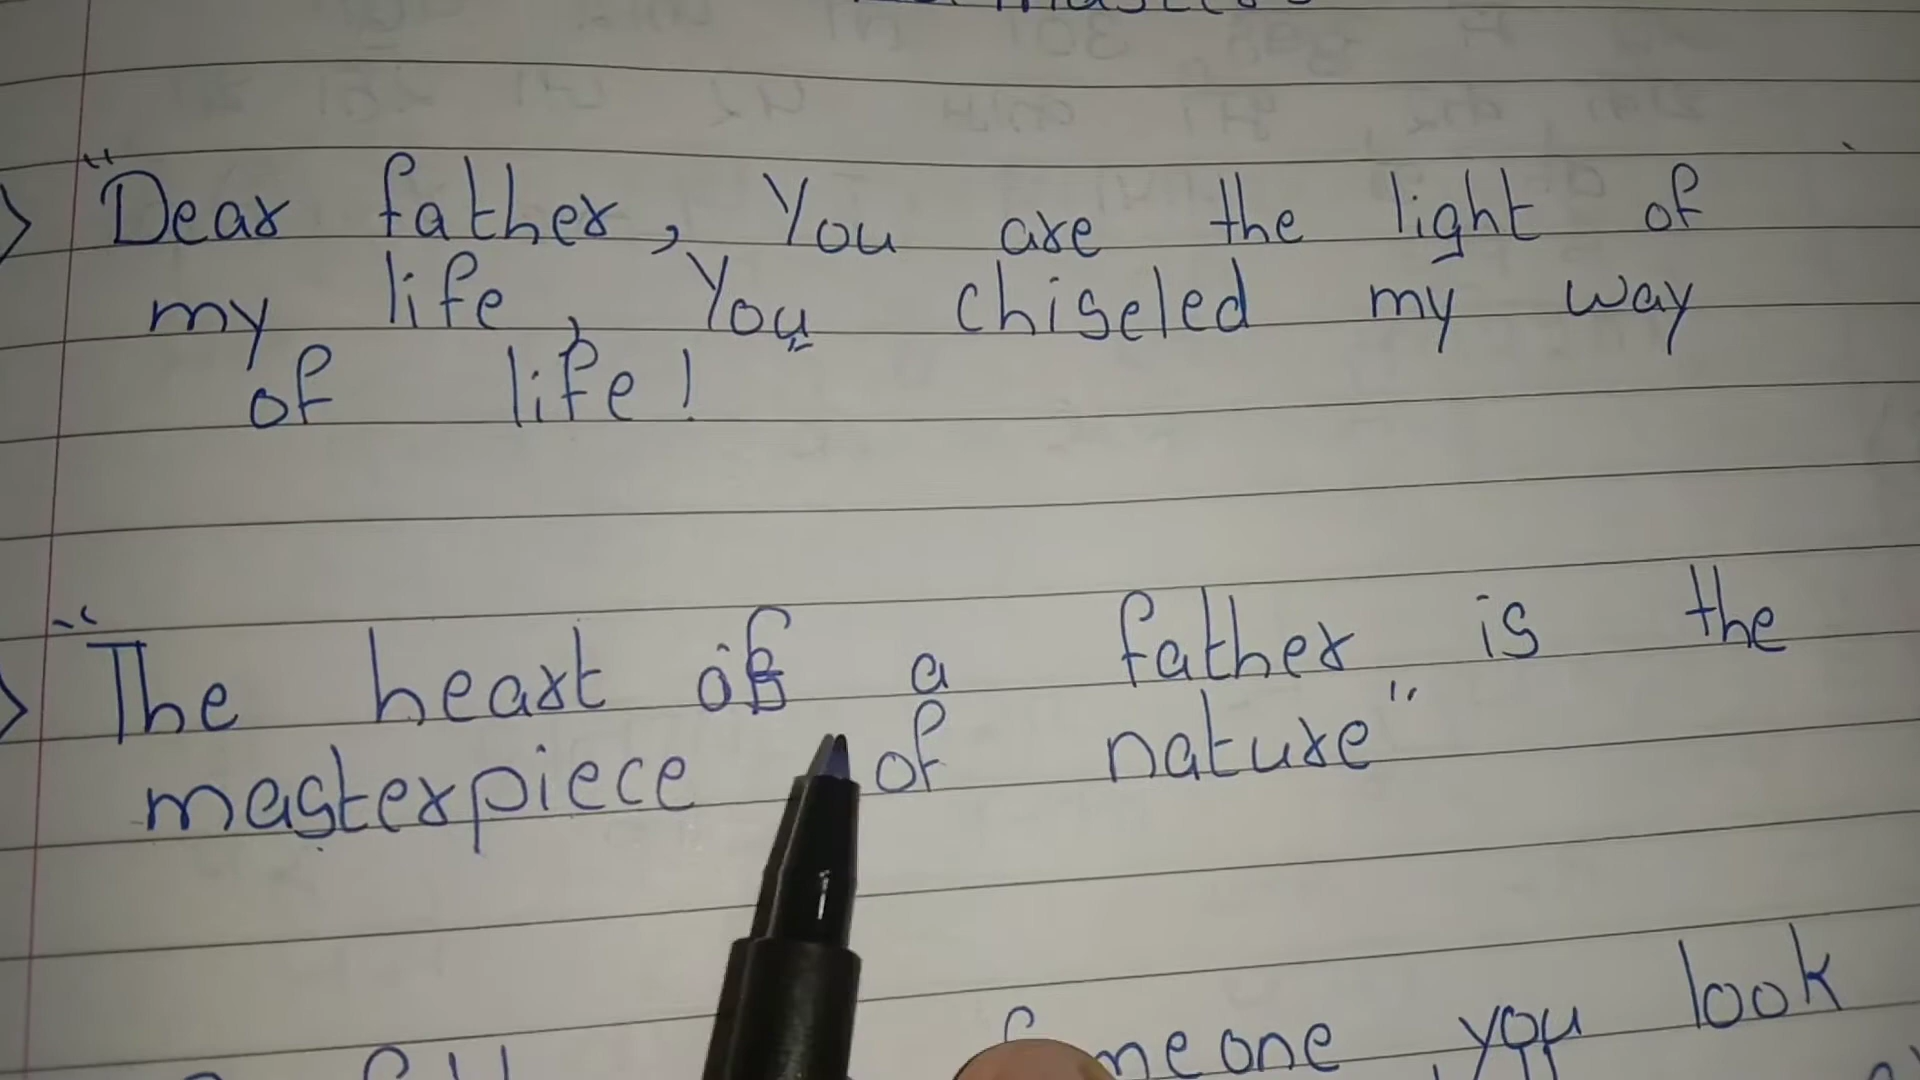 "Dear father, You are the light of
my life, You chiseled my way
of life!
"The heart of a father is the
masterpiece of nature"
you look